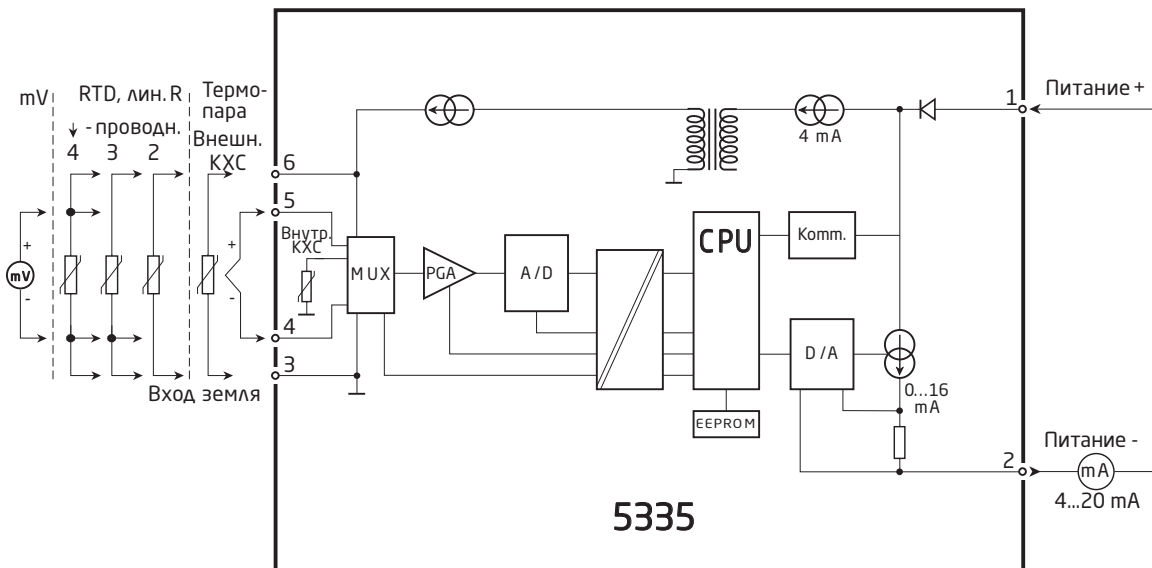 mV
RTD, лин. R
- проводн.
4 3 2
Термо-
пара
Внешн.
КХС
6
5
4
3
+
mV
-
+
-
Вход земля
Внутр.
КХС
MUX
PGA
A/D
CPU
EEPROM
Komm.
D/A
4 mA
0...16
mA
1
Питание +
2
Питание -
mA
4...20 mA
5335